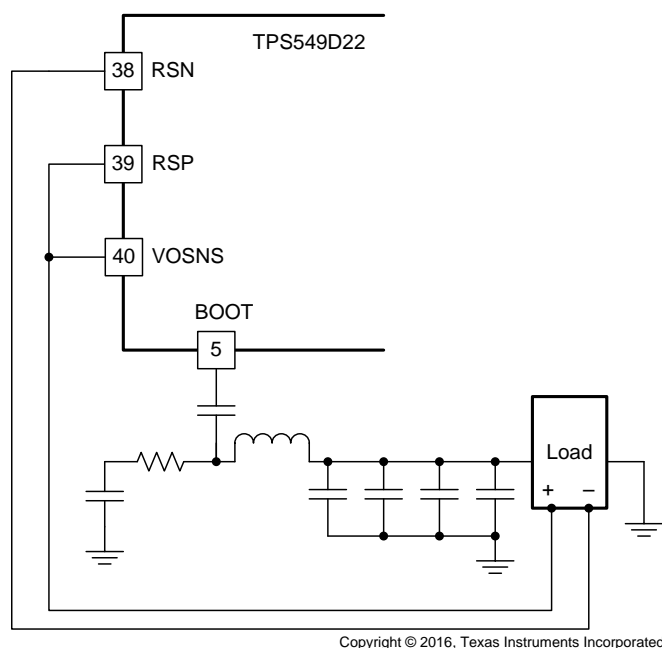 TPS549D22
38 RSN
39 RSP
40 VOSNS
BOOT
5
Load
+ −
Copyright © 2016, Texas Instruments Incorporated